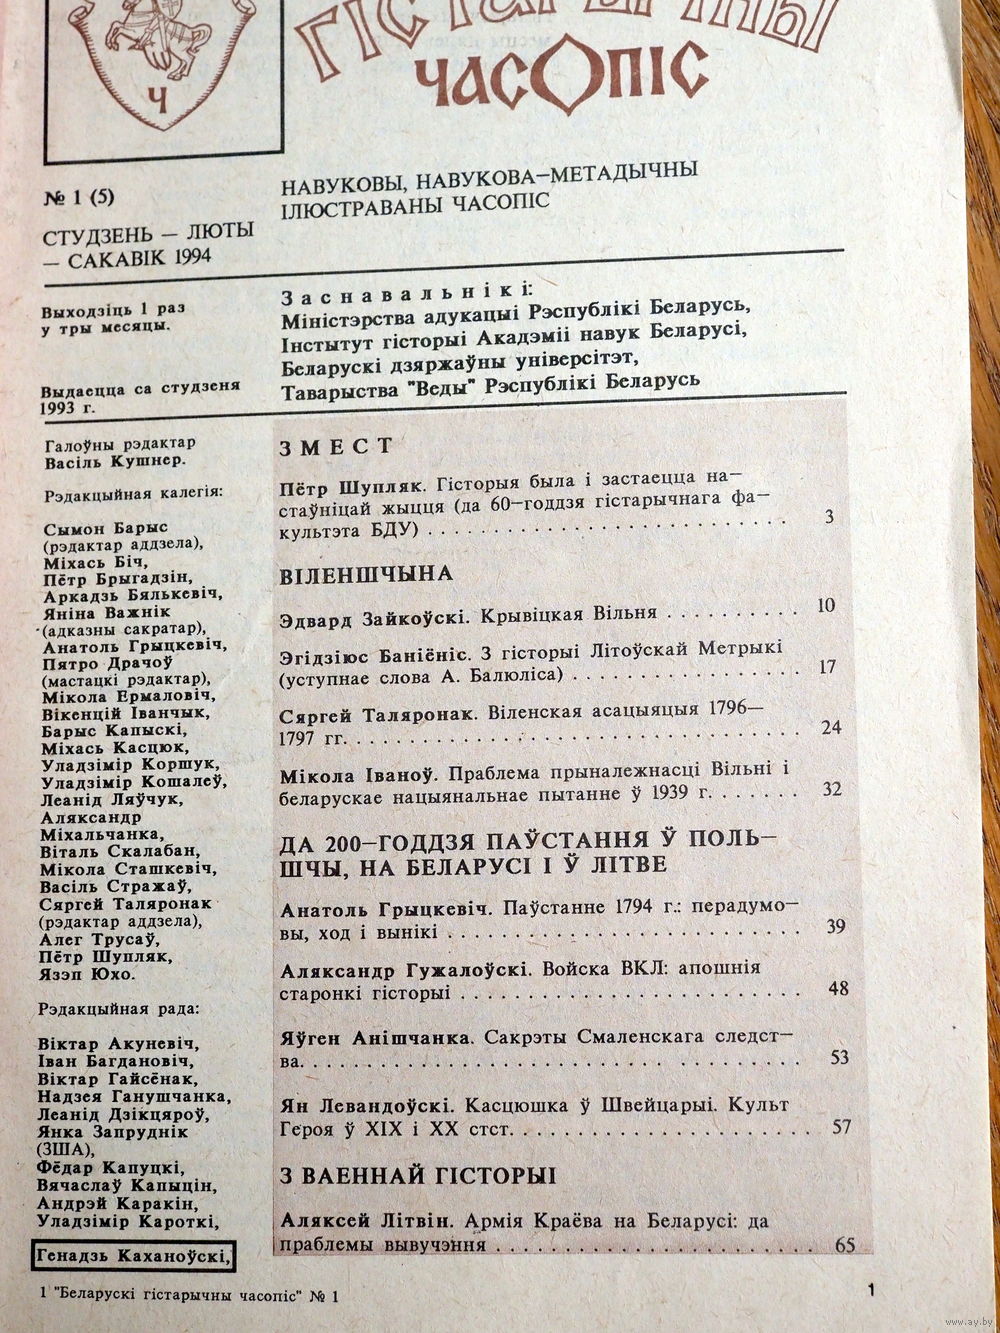 ГІСТАРЫЧНЫ
ЧАСОПІС
Ч
№ 1 (5)
СТУДЗЕНЬ — ЛЮТЫ
— САКАВІК 1994
НАВУКОВЫ, НАВУКОВА—МЕТАДЫЧНЫ
ІЛЮСТРАВАНЫ ЧАСОПІС
Выходзіць 1 раз
у тры месяцы.
Выдаецца са студзеня
1993 г.
З а с н а в а л ь н і к і:
Міністэрства адукацыі Рэспублікі Беларусь,
Інстытут гісторыі Акадэміі навук Беларусі,
Беларускі дзяржаўны універсітэт,
Таварыства "Веды" Рэспублікі Беларусь
Галоўны рэдактар
Васіль Кушнер.
Рэдакцыйная калегія:
Сымон Барыс
(рэдактар аддзела),
Міхась Біч,
Пётр Брыгадзін,
Аркадзь Бялькевіч,
Яніна Важнік
(адказны сакратар),
Анатоль Грыцкевіч,
Пятро Драчоў
(мастацкі рэдактар),
Мікола Ермаловіч,
Вікенцій Іванчык,
Барыс Капыскі,
Міхась Касцюк,
Уладзімір Коршук,
Уладзімір Кошалеў,
Леанід Ляўчук,
Аляксандр
Міхальчанка,
Віталь Скалабан,
Мікола Сташкевіч,
Васіль Стражаў,
Сяргей Таляронак
(рэдактар аддзела),
Алег Трусаў,
Пётр Шупляк,
Язэп Юхо.
Рэдакцыйная рада:
Віктар Акуневіч,
Іван Багдановіч,
Віктар Гайсёнак,
Надзея Ганушчанка,
Леанід Дзікцяроў,
Янка Запруднік
(ЗША),
Фёдар Капуцкі,
Вячаслаў Капыцін,
Андрэй Каракін,
Уладзімір Кароткі,
Генадзь Каханоўскі,
З М Е С Т
Пётр Шупляк. Гісторыя была і застаецца на—
стаўніцай жыцця (да 60—годдзя гістарычнага фа—
культэта БДУ) . . . . . . . . . . . . . . . . . . . . . . . . . . . . 3
ВІЛЕНШЧЫНА
Эдвард Зайкоўскі. Крывіцкая Вільня . . . . . . . . . . 10
Эгідзіюс Баніёніс. З гісторыі Літоўскай Метрыкі
(уступнае слова А. Балюліса) . . . . . . . . . . . . . . . . . 17
Сяргей Таляронак. Віленская асацыяцыя 1796—
1797 гг. . . . . . . . . . . . . . . . . . . . . . . . . . . . . . . . . . . 24
Мікола Іваноў. Праблема прыналежнасці Вільні і
беларускае нацыянальнае пытанне ў 1939 г. . . . . . . 32
ДА 200—ГОДДЗЯ ПАЎСТАННЯ Ў ПОЛЬ—
ШЧЫ, НА БЕЛАРУСІ І Ў ЛІТВЕ
Анатоль Грыцкевіч. Паўстанне 1794 г.: перадумо—
вы, ход і вынікі . . . . . . . . . . . . . . . . . . . . . . . . . . . 39
Аляксандр Гужалоўскі. Войска ВКЛ: апошнія
старонкі гісторыі . . . . . . . . . . . . . . . . . . . . . . . . . . 48
Яўген Анішчанка. Сакрэты Смаленскага следст—
ва. . . . . . . . . . . . . . . . . . . . . . . . . . . . . . . . . . . . . . . 53
Ян Левандоўскі. Касцюшка ў Швейцарыі. Культ
Героя ў XIX і XX стст. . . . . . . . . . . . . . . . . . . . . . . 57
З ВАЕННАЙ ГІСТОРЫІ
Аляксей Літвін. Армія Краёва на Беларусі: да
праблемы вывучэння . . . . . . . . . . . . . . . . . . . . . . . . 65
1 "Беларускі гістарычны часопіс" № 1
1
www.ay.by